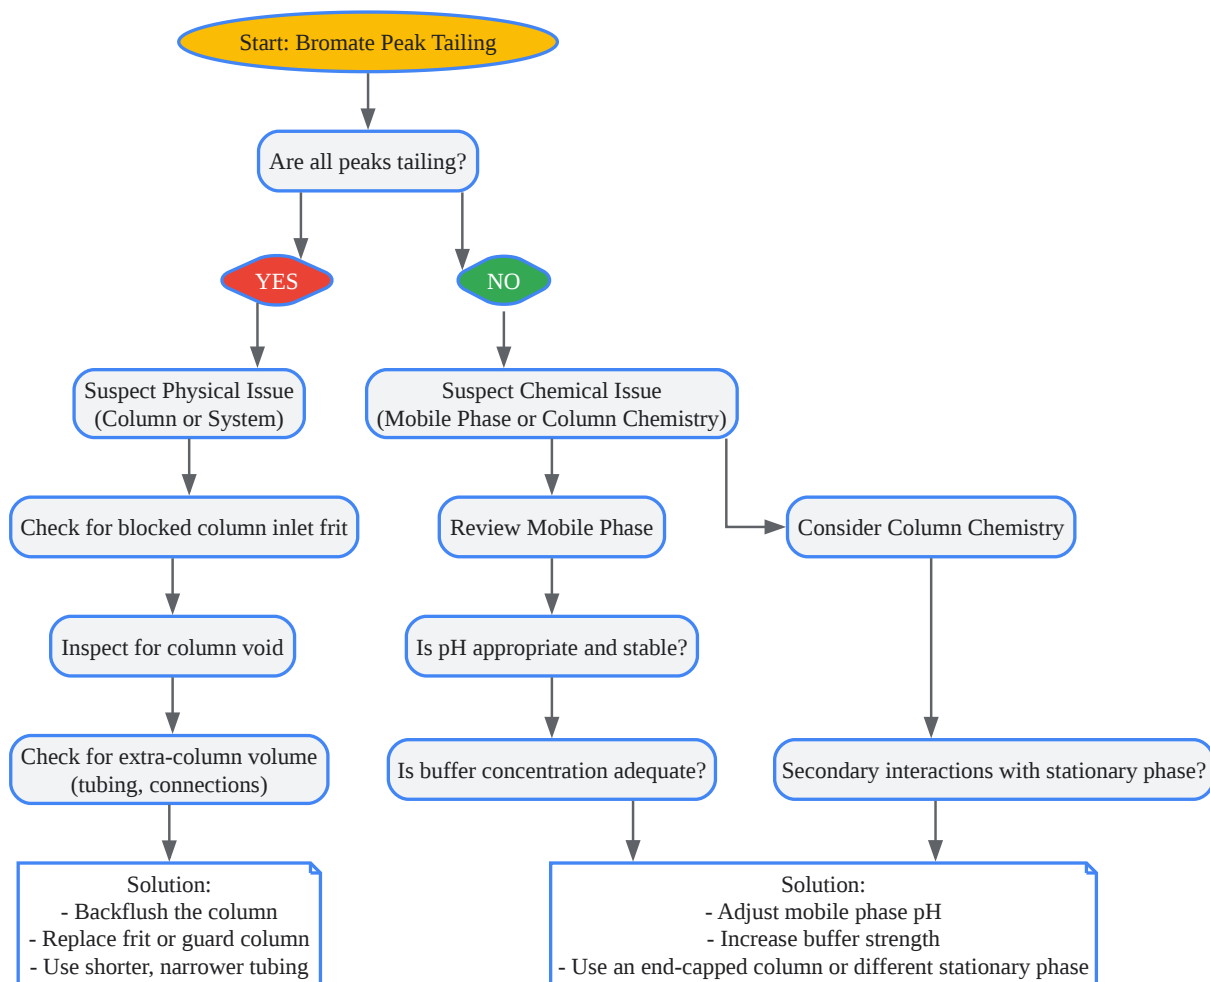 Start: Bromate Peak Tailing
Are all peaks tailing?
YES
NO
Suspect Physical Issue
(Column or System)
Suspect Chemical Issue
(Mobile Phase or Column Chemistry)
Check for blocked column inlet frit
Review Mobile Phase
Consider Column Chemistry
Inspect for column void
Is pH appropriate and stable?
Check for extra-column volume
(tubing, connections)
Is buffer concentration adequate?
Secondary interactions with stationary phase?
Solution:
- Backflush the column
- Replace frit or guard column
- Use shorter, narrower tubing
Solution:
- Adjust mobile phase pH
- Increase buffer strength
- Use an end-capped column or different stationary phase